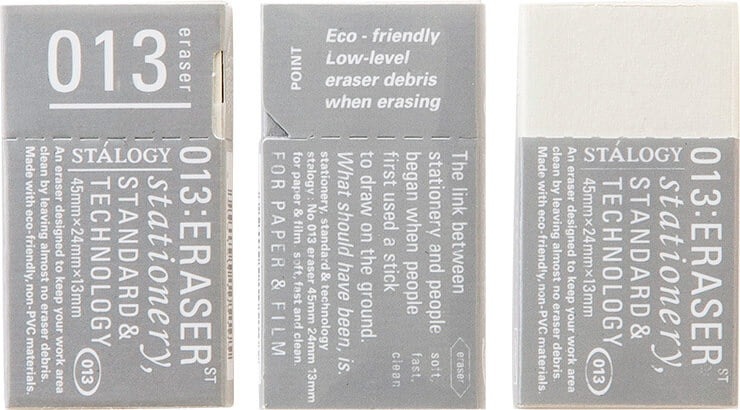 013
eraser
STÁLOGY
013:ERASER ST
stationery,
STANDARD &
TECHNOLOGY
45mm×24mm×13mm
An eraser designed to keep your work area
clean by leaving almost no eraser debris.
Made with eco-friendly, non-PVC materials.
013
POINT
Eco - friendly
Low-level
eraser debris
when erasing
The link between
stationery and people
began when people
first used a stick
to draw on the ground.
What should have been, is.
stationery, standard & technology
stalogy : No.013 eraser 45mm 24mm 13mm
for paper & film. soft, fast and clean
FOR PAPER & FILM
eraser
soft,
fast,
clean
STÁLOGY
013:ERASER ST
stationery,
STANDARD &
TECHNOLOGY
45mm×24mm×13mm
An eraser designed to keep your work area
clean by leaving almost no eraser debris.
Made with eco-friendly, non-PVC materials.
013